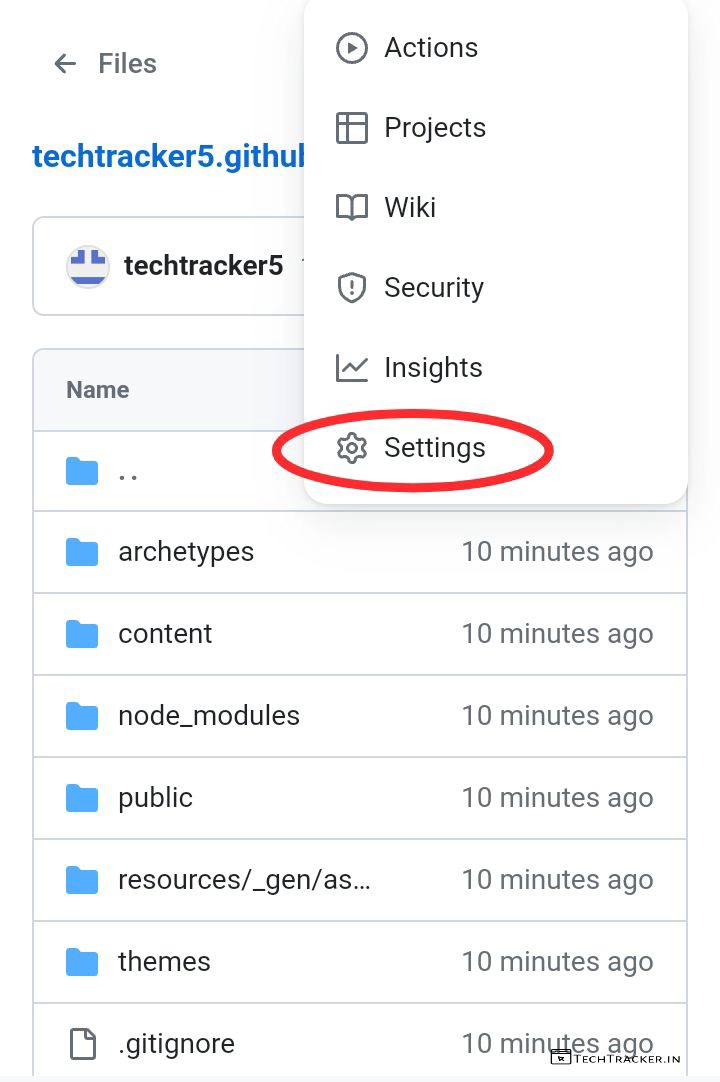 Files
techtracker5.github
techtracker5
Actions
Projects
Wiki
Security
Insights
Settings
Name
..
archetypes 10 minutes ago
content 10 minutes ago
node_modules 10 minutes ago
public 10 minutes ago
resources/_gen/as... 10 minutes ago
themes 10 minutes ago
.gitignore 10 minutes ago
TECHTRACKER.IN